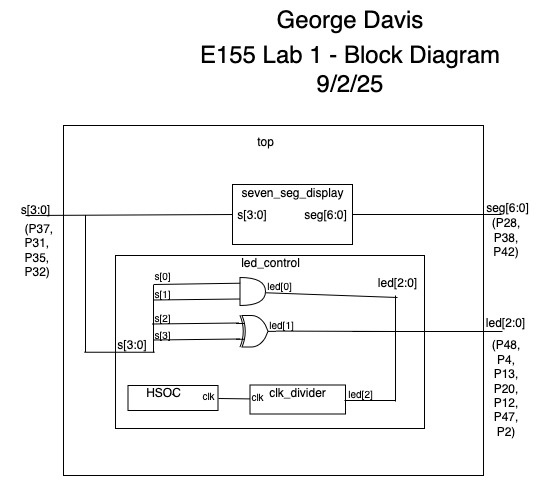 George Davis
E155 Lab 1 - Block Diagram
9/2/25
top
seven_seg_display
s[3:0]
s[3:0]
seg[6:0]
seg[6:0]
(P37,
P31,
P35,
P32)
(P28,
P38,
P42)
led_control
s[0]
s[1]
led[0]
led[2:0]
s[2]
s[3]
led[1]
led[2:0]
s[3:0]
(P48,
P4,
P13,
P20,
P12,
P47,
P2)
HSOC
clk
clk
clk_divider
led[2]